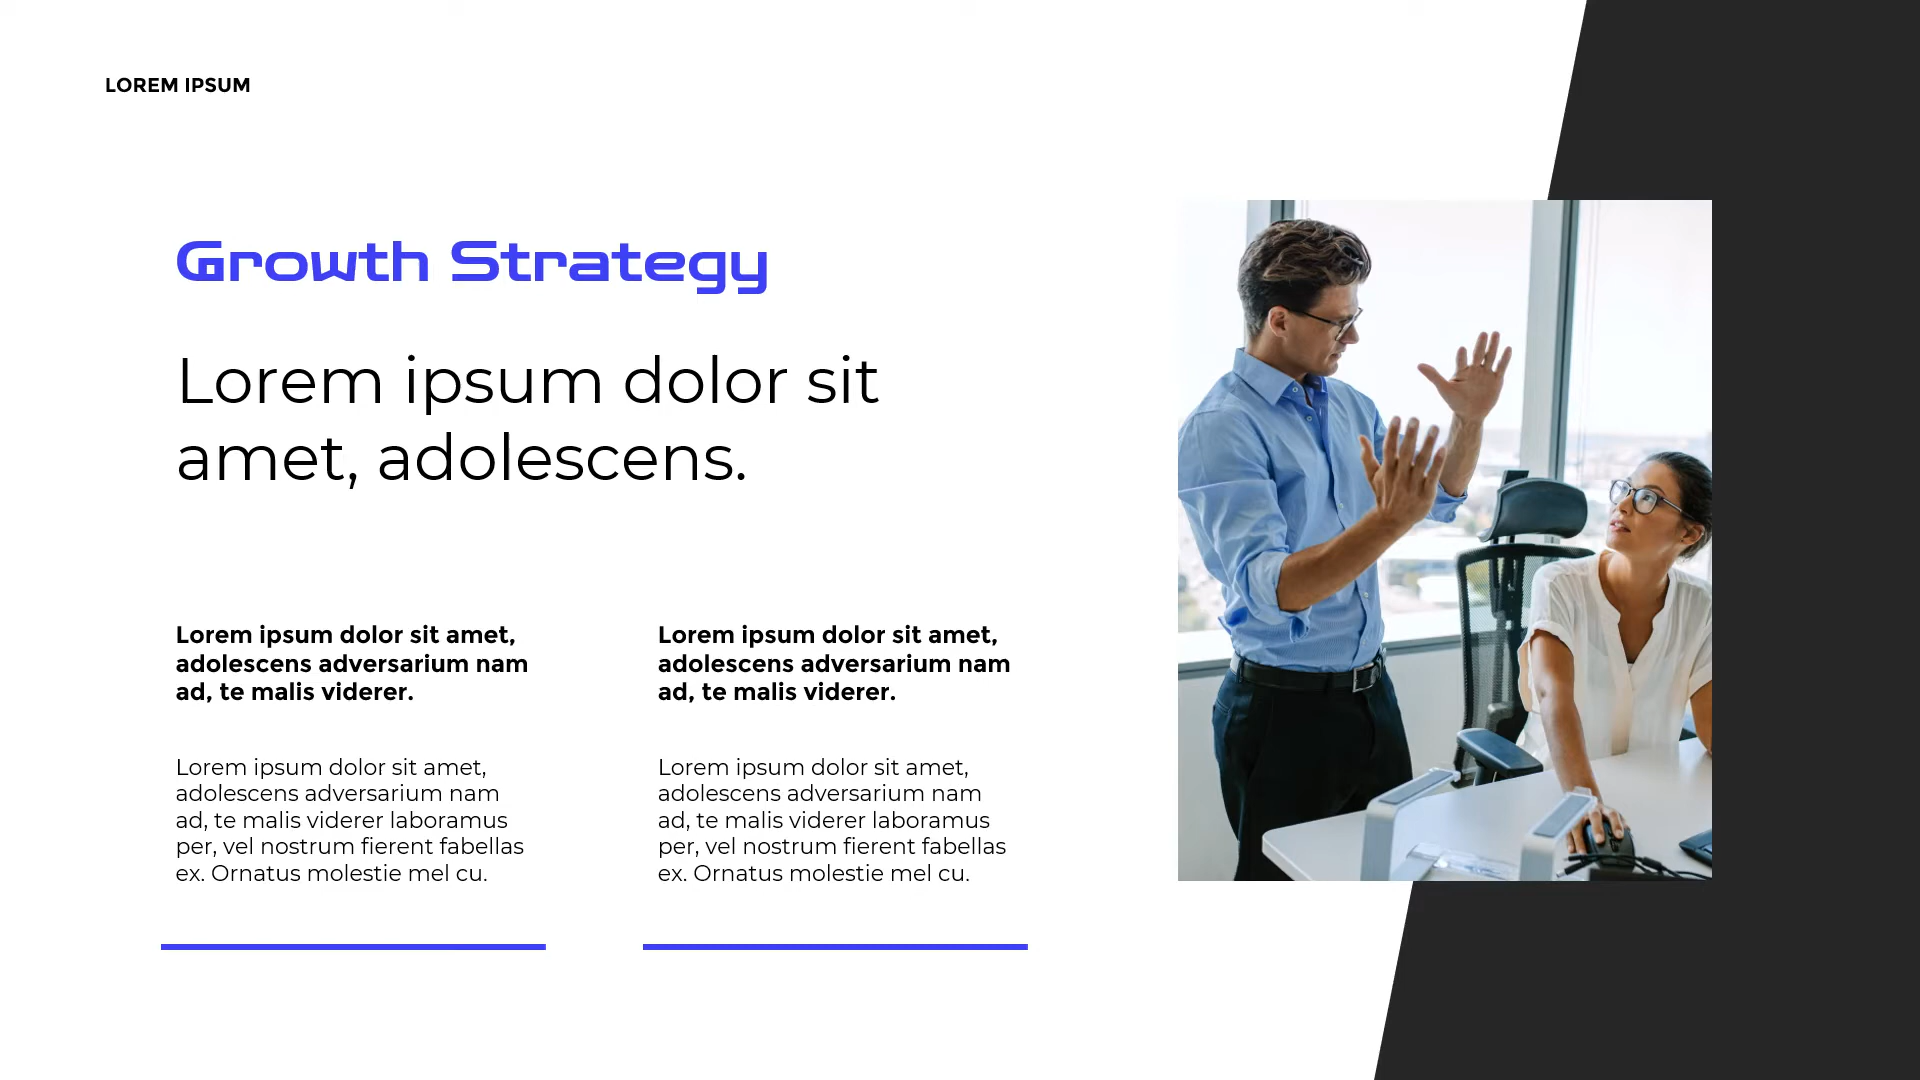 LOREM IPSUM
Growth Strategy
Lorem ipsum dolor sit
amet, adolescens.
Lorem ipsum dolor sit amet,
adolescens adversarium nam
ad, te malis viderer.
Lorem ipsum dolor sit amet,
adolescens adversarium nam
ad, te malis viderer laboramus
per, vel nostrum fierent fabellas
ex. Ornatus molestie mel cu.
Lorem ipsum dolor sit amet,
adolescens adversarium nam
ad, te malis viderer.
Lorem ipsum dolor sit amet,
adolescens adversarium nam
ad, te malis viderer laboramus
per, vel nostrum fierent fabellas
ex. Ornatus molestie mel cu.